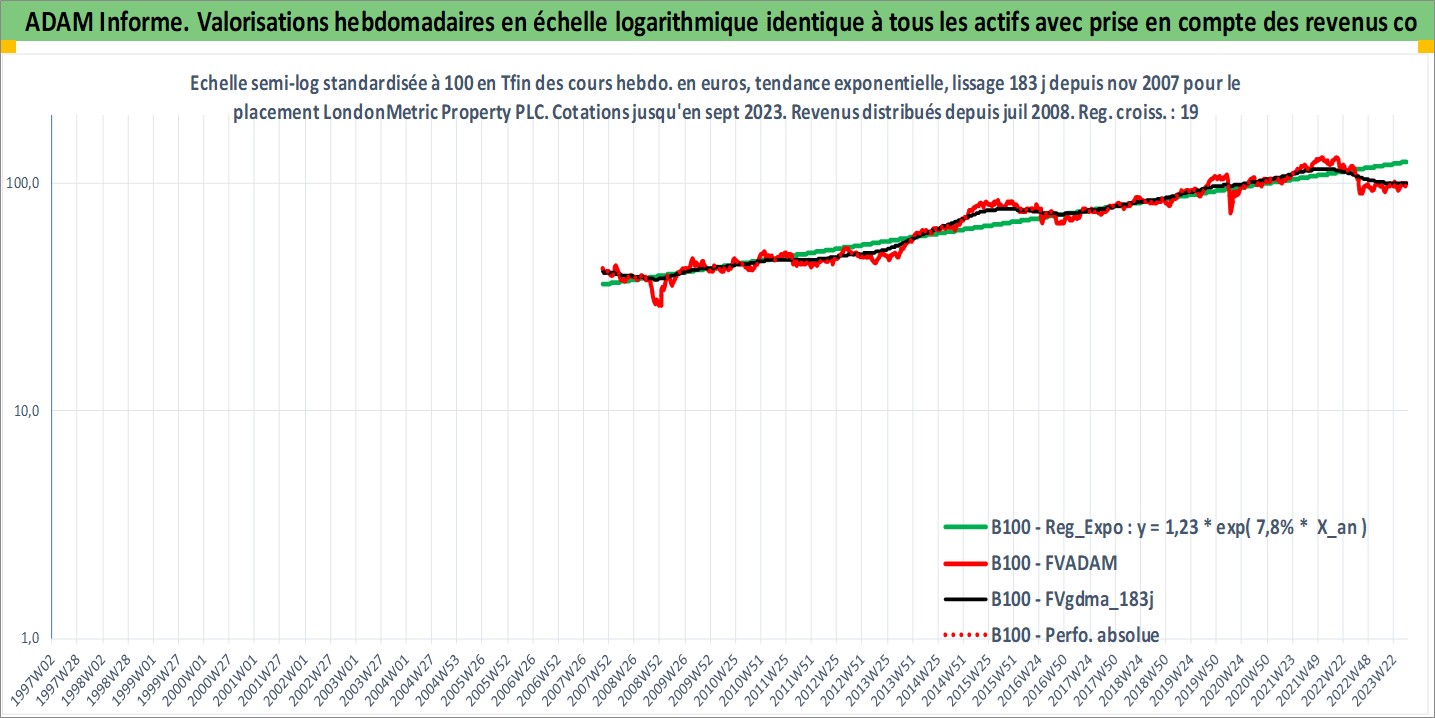 ADAM Informe. Valorisations hebdomadaires en échelle logarithmique identique à tous les actifs avec prise en compte des revenus co
Echelle semi-log standardisée à 100 en Tfin des cours hebdo. en euros, tendance exponentielle, lissage 183 j depuis nov 2007 pour le
placement LondonMetric Property PLC. Cotations jusqu'en sept 2023. Revenus distribués depuis juil 2008. Reg. croiss. : 19
100,0
10,0
1,0
B100 - Reg_Expo : y = 1,23 * exp( 7,8% * X_an )
B100 - FVADAM
B100 - FVgdma_183j
B100 - Perfo. absolue
1997W02
1997W28
1998W02
1998W28
1999W01
1999W27
2000W01
2000W27
2001W01
2001W27
2002W01
2002W27
2003W01
2003W27
2004W01
2004W27
2004W53
2005W26
2005W52
2006W26
2006W52
2007W26
2007W52
2008W26
2008W52
2009W26
2009W52
2010W25
2010W51
2011W25
2011W51
2012W25
2012W51
2013W25
2013W51
2014W25
2014W51
2015W25
2015W51
2016W24
2016W50
2017W24
2017W50
2018W24
2018W50
2019W24
2019W50
2020W24
2020W50
2021W23
2021W49
2022W22
2022W48
2023W22